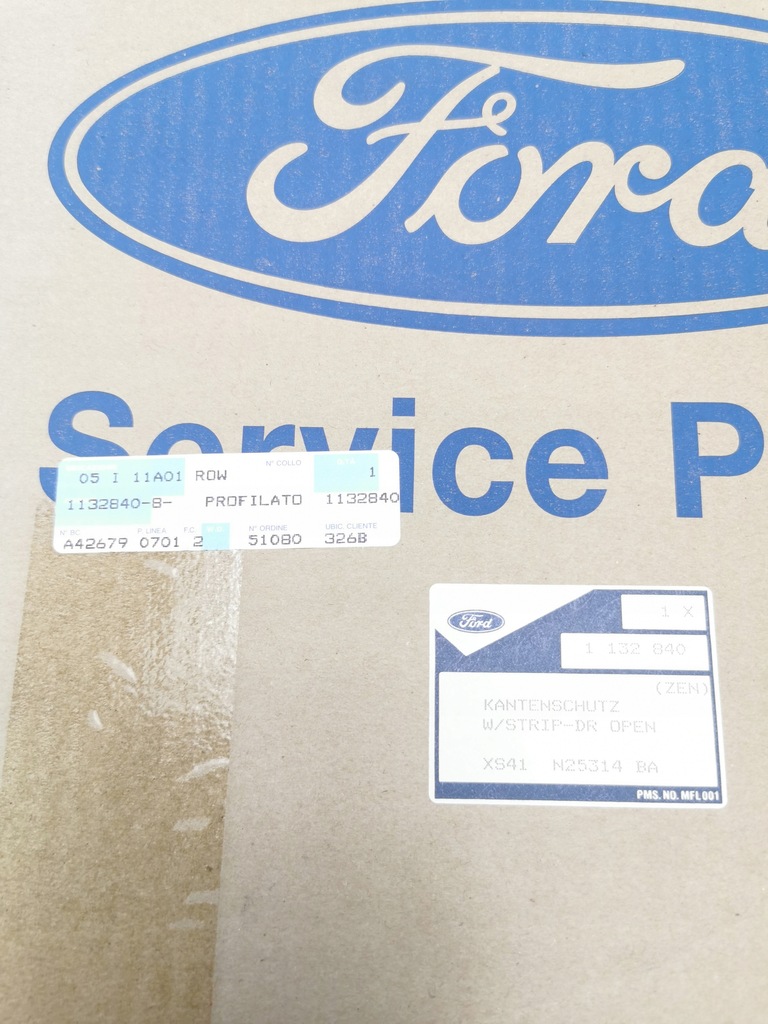 Ford
Service P
05 I 11A01 ROW
N° COLLO
1
1132840-8- PROFILATO 1132840
N° BC P. LINEA F.C. N° ORDINE UBIC. CLIENTE
A42679 0701 2 51080 326B
Ford
1 X
1 132 840
(ZEN)
KANTENSCHUTZ
W/STRIP-DR OPEN
XS41 N25314 BA
PMS. NO. MFL001